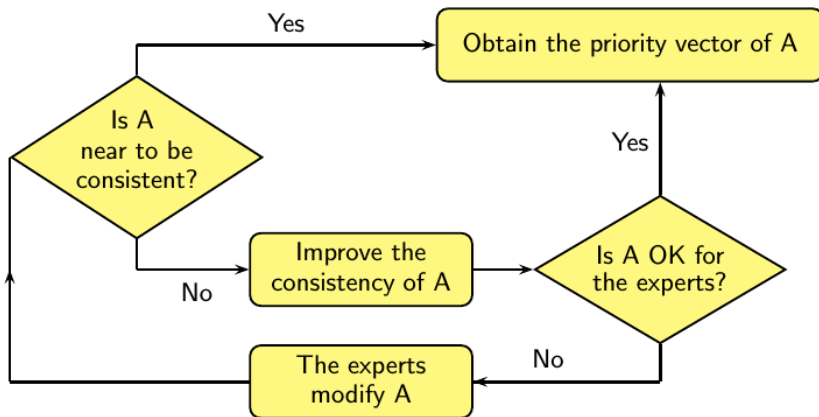 Yes
Obtain the priority vector of A
Is A
near to be
consistent?
Yes
Improve the
consistency of A
Is A OK for
the experts?
No
The experts
modify A
No